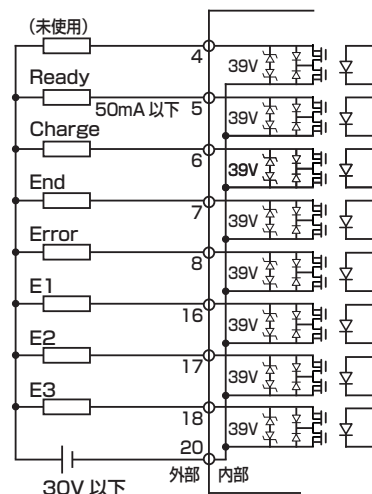 (未使用)
4
39V
Ready
50mA 以下
5
39V
Charge
6
39V
End
7
39V
Error
8
39V
E1
16
39V
E2
17
39V
E3
18
39V
20
外部
内部
30V 以下